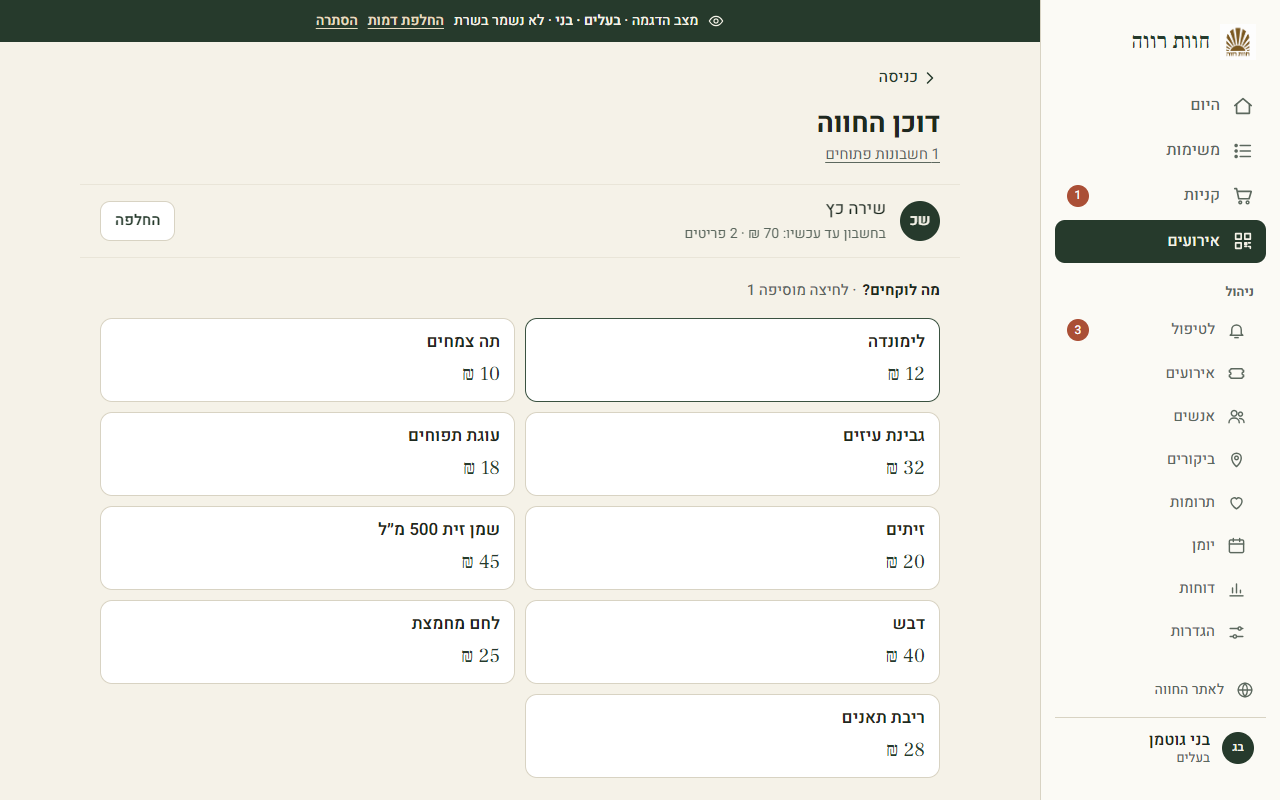 מצב הדגמה · בעלים · בני · לא נשמר בשרת החלפת דמות הסתרה
חוות רווה
היום
משימות
קניות 1
אירועים
ניהול
לטיפול 3
אירועים
אנשים
ביקורים
תרומות
יומן
דוחות
הגדרות
לאתר החווה
בג בני גוטמן
בעלים
כניסה
דוכן החווה
1 חשבונות פתוחים
שכ שירה כץ
בחשבון עד עכשיו: 70 ₪ · 2 פריטים
החלפה
מה לוקחים? · לחיצה מוסיפה 1
לימונדה
12 ₪
תה צמחים
10 ₪
גבינת עיזים
32 ₪
עוגת תפוחים
18 ₪
זיתים
20 ₪
שמן זית 500 מ״ל
45 ₪
דבש
40 ₪
לחם מחמצת
25 ₪
ריבת תאנים
28 ₪